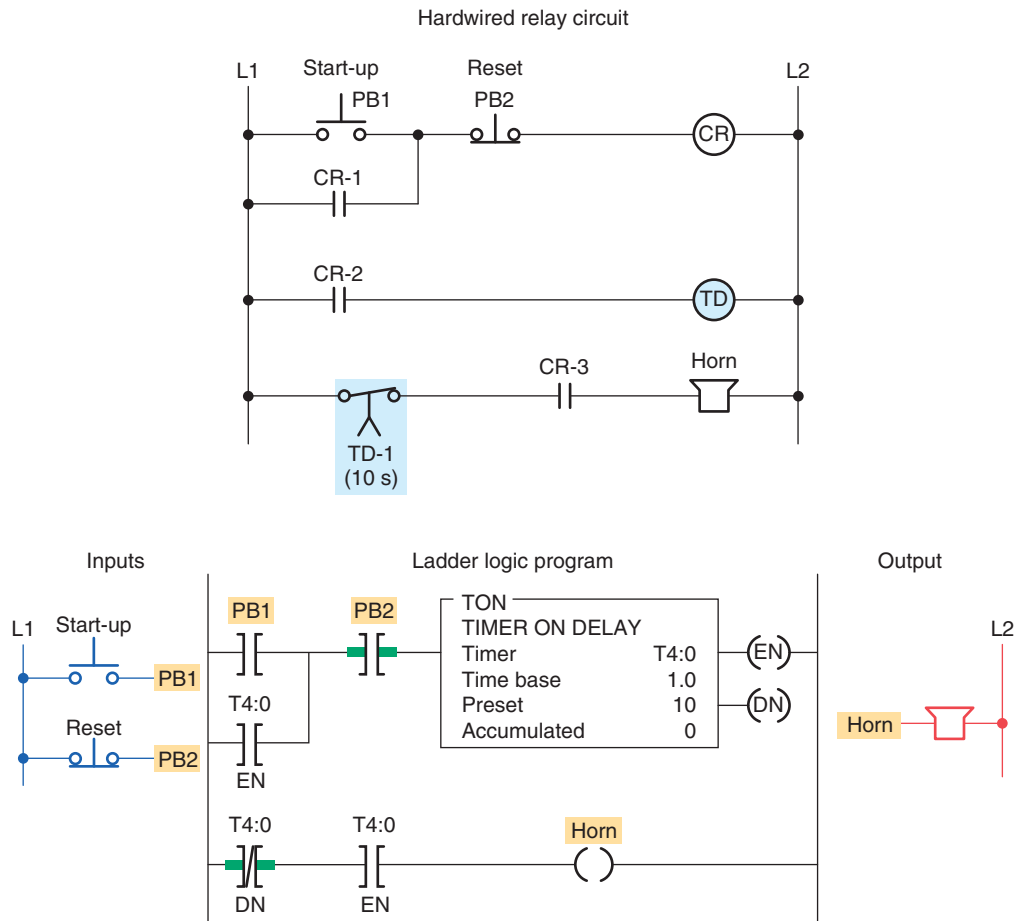 Hardwired relay circuit
L1
Start-up
PB1
Reset
PB2
L2
CR
CR-1
CR-2
TD
CR-3
Horn
TD-1
(10 s)
Inputs
Ladder logic program
Output
L1
Start-up
PB1
Reset
PB2
PB1
PB2
T4:0
EN
TON
TIMER ON DELAY
Timer T4:0
Time base 1.0
Preset 10
Accumulated 0
EN
DN
T4:0
DN
T4:0
EN
Horn
L2
Horn